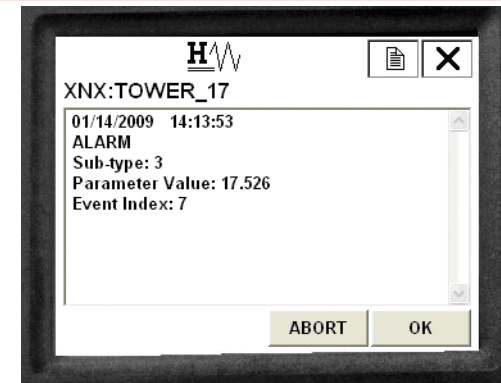 H
XNX:TOWER_17
01/14/2009 14:13:53
ALARM
Sub-type: 3
Parameter Value: 17.526
Event Index: 7
ABORT OK